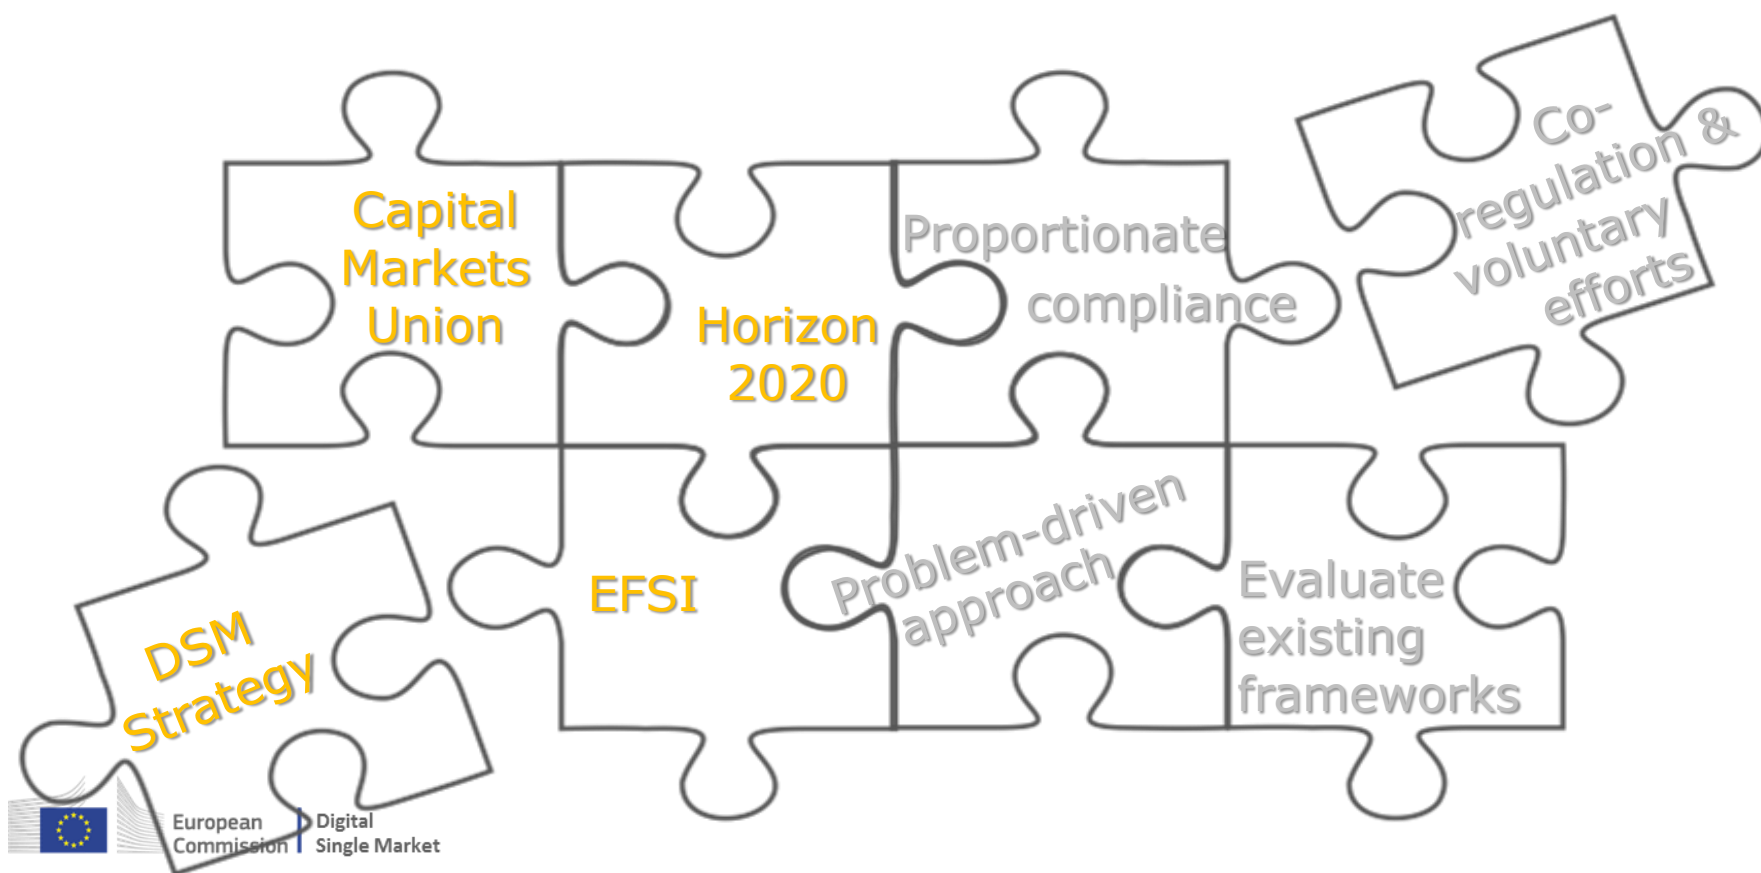 Capital
Markets
Union
Horizon
2020
Proportionate
compliance
Co-
regulation &
voluntary
efforts
DSM
Strategy
EFSI
Problem-driven
approach
Evaluate
existing
frameworks
European
Commission
Digital
Single Market